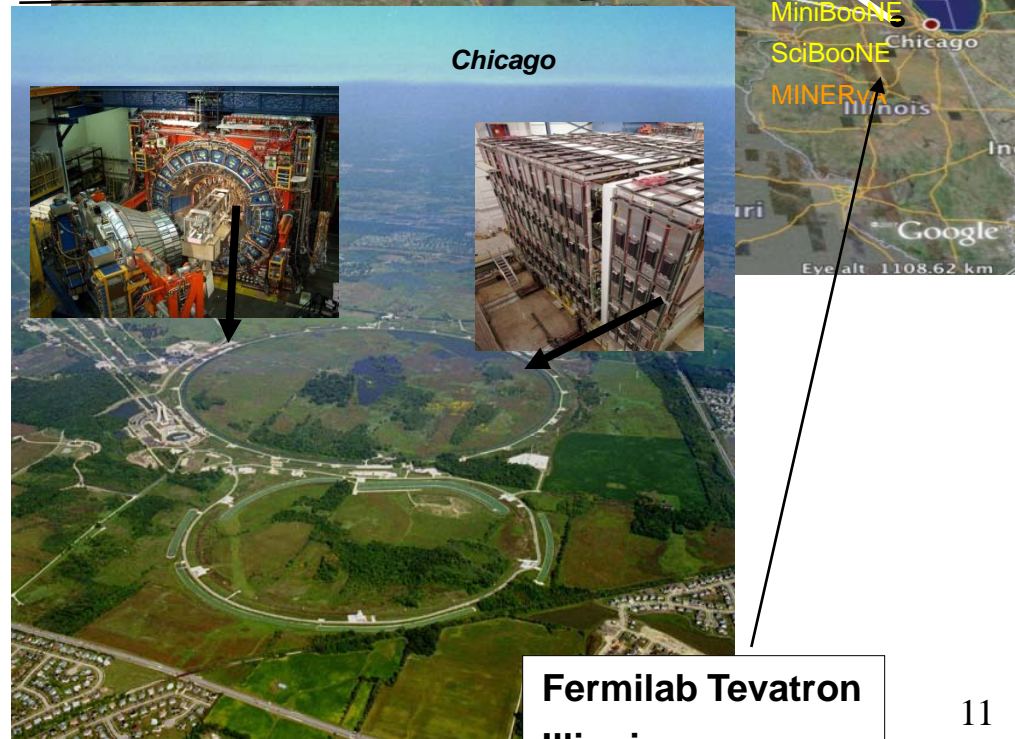 MiniBooNE
Chicago
SciBooNE
Chicago
MINERvA
Illinois
Google
Eye alt 1108.62 km
Fermilab Tevatron
11